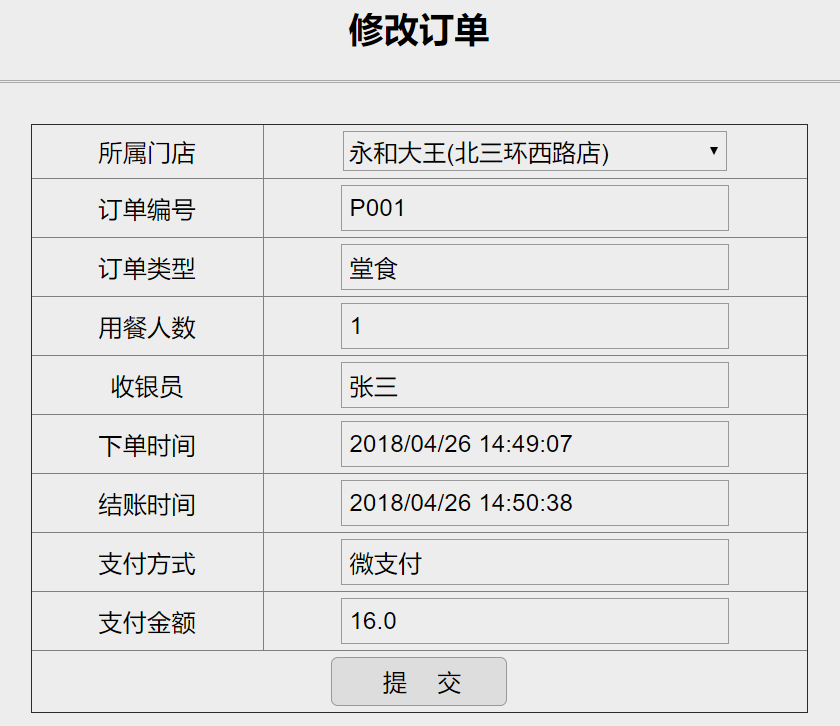 修改订单
所属门店 永和大王(北三环西路店)
订单编号 P001
订单类型 堂食
用餐人数 1
收银员 张三
下单时间 2018/04/26 14:49:07
结账时间 2018/04/26 14:50:38
支付方式 微支付
支付金额 16.0
提 交